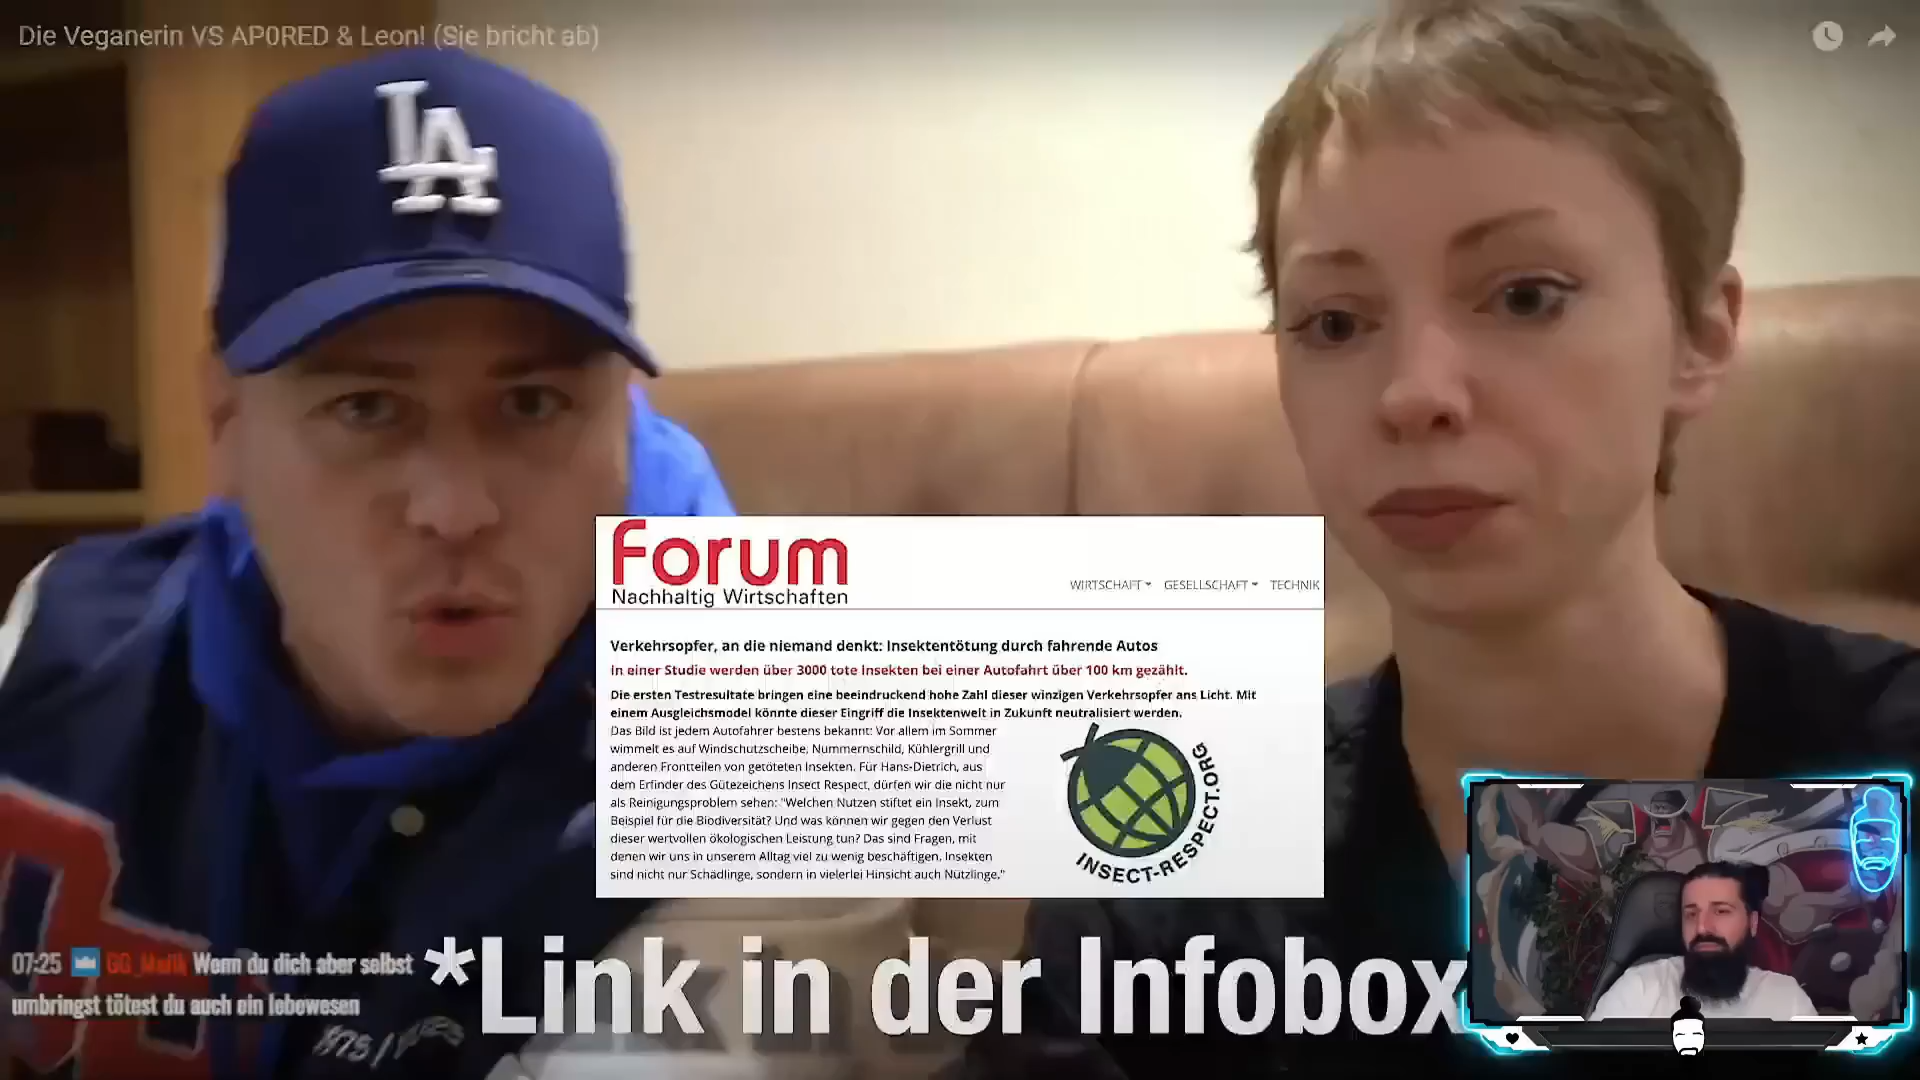 Die Veganerin VS AP0RED & Leon! (Sie bricht ab)
LA
Forum
Nachhaltig Wirtschaften
WIRTSCHAFT GESELLSCHAFT TECHNIK
Verkehrsopfer, an die niemand denkt: Insektentötung durch fahrende Autos
In einer Studie werden über 3000 tote Insekten bei einer Autofahrt über 100 km gezählt.
Die ersten Testresultate bringen eine beeindruckend hohe Zahl dieser winzigen Verkehrsopfer ans Licht. Mit
einem Ausgleichsmodel könnte dieser Eingriff die Insektenwelt in Zukunft neutralisiert werden.
Das Bild ist jedem Autofahrer bestens bekannt: Vor allem im Sommer
wimmelt es auf Windschutzscheibe, Nummernschild, Kühlergrill und
anderen Frontteilen von getöteten Insekten. Für Hans-Dietrich, aus
dem Erfinder des Gütezeichens Insect Respect, dürfen wir die nicht nur
als Reinigungsproblem sehen: "Welchen Nutzen stiftet ein Insekt, zum
Beispiel für die Biodiversität? Und was können wir gegen den Verlust
dieser wertvollen ökologischen Leistung tun? Das sind Fragen, mit
denen wir uns in unserem Alltag viel zu wenig beschäftigen. Insekten
sind nicht nur Schädlinge, sondern in vielerlei Hinsicht auch Nützlinge."
INSECT-RESPECT.ORG
07:25 GG_Malik Wenn du dich aber selbst
umbringst tötest du auch ein lebewesen
*Link in der Infobox